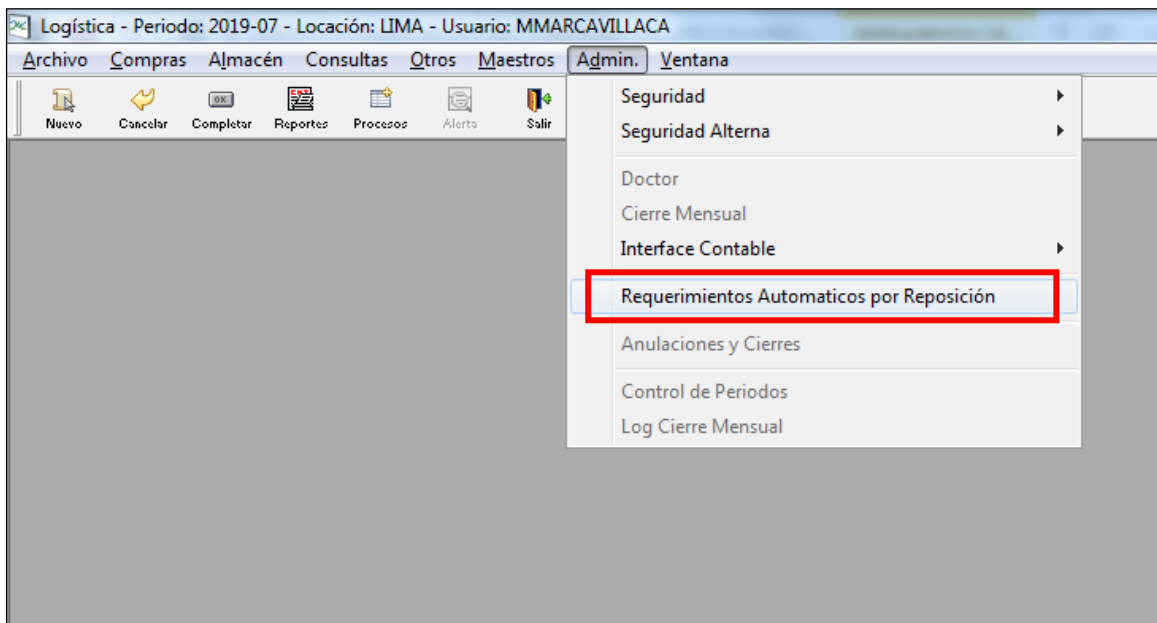 Logística - Periodo: 2019-07 - Locación: LIMA - Usuario: MMARCAVILLACA
Archivo Compras Almacén Consultas Otros Maestros Admin. Ventana
Nuevo Cancelar Completar Reportes Procesos Alerta Salir
OK
Seguridad
Seguridad Alterna
Doctor
Cierre Mensual
Interface Contable
Requerimientos Automaticos por Reposición
Anulaciones y Cierres
Control de Periodos
Log Cierre Mensual